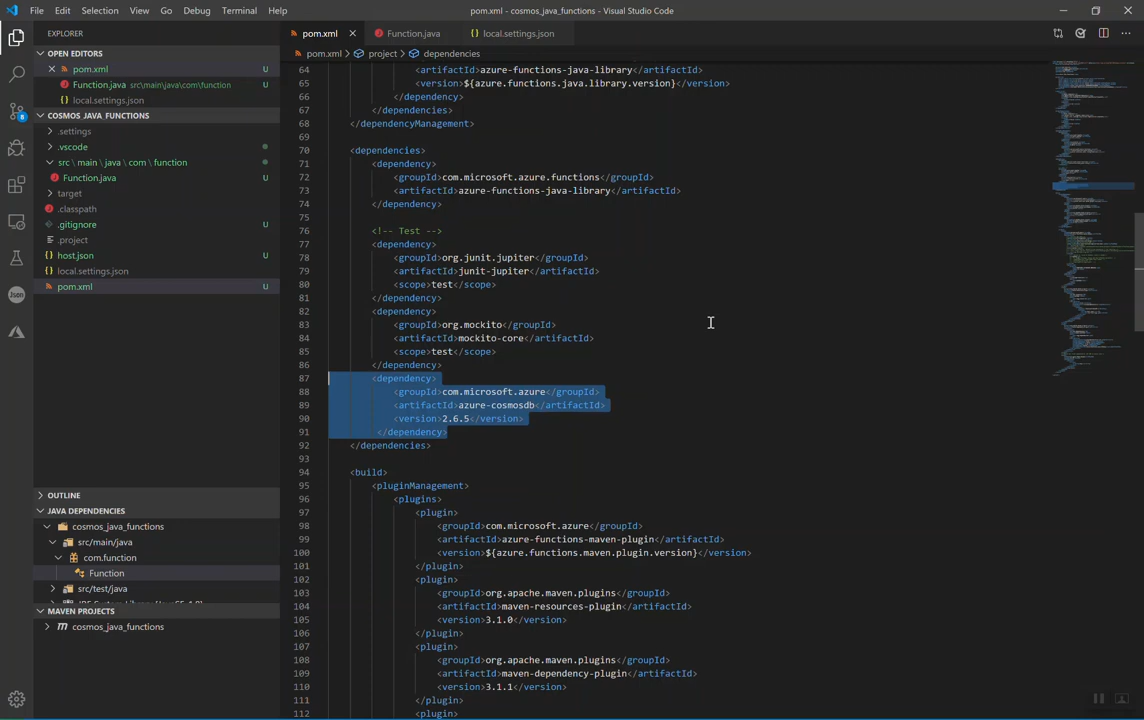 File Edit Selection View Go Debug Terminal Help
pom.xml - cosmos_java_functions - Visual Studio Code
EXPLORER
OPEN EDITORS
pom.xml U
Function.java src\main\java\com\function U
local.settings.json
COSMOS_JAVA_FUNCTIONS
.settings
.vscode
src \ main \ java \ com \ function
Function.java U
target
.classpath
.gitignore U
.project
host.json U
local.settings.json
pom.xml U
OUTLINE
JAVA DEPENDENCIES
cosmos_java_functions
src/main/java
com.function
Function
src/test/java
MAVEN PROJECTS
cosmos_java_functions
6
Json
pom.xml Function.java local.settings.json
pom.xml project dependencies
64 <artifactId>azure-functions-java-library</artifactId>
65 <version>${azure.functions.java.library.version}</version>
66 </dependency>
67 </dependencies>
68 </dependencyManagement>
69
70 <dependencies>
71 <dependency>
72 <groupId>com.microsoft.azure.functions</groupId>
73 <artifactId>azure-functions-java-library</artifactId>
74 </dependency>
75
76 <!-- Test -->
77 <dependency>
78 <groupId>org.junit.jupiter</groupId>
79 <artifactId>junit-jupiter</artifactId>
80 <scope>test</scope>
81 </dependency>
82 <dependency>
83 <groupId>org.mockito</groupId>
84 <artifactId>mockito-core</artifactId>
85 <scope>test</scope>
86 </dependency>
87 <dependency>
88 <groupId>com.microsoft.azure</groupId>
89 <artifactId>azure-cosmosdb</artifactId>
90 <version>2.6.5</version>
91 </dependency>
92 </dependencies>
93
94 <build>
95 <pluginManagement>
96 <plugins>
97 <plugin>
98 <groupId>com.microsoft.azure</groupId>
99 <artifactId>azure-functions-maven-plugin</artifactId>
100 <version>${azure.functions.maven.plugin.version}</version>
101 </plugin>
102 <plugin>
103 <groupId>org.apache.maven.plugins</groupId>
104 <artifactId>maven-resources-plugin</artifactId>
105 <version>3.1.0</version>
106 </plugin>
107 <plugin>
108 <groupId>org.apache.maven.plugins</groupId>
109 <artifactId>maven-dependency-plugin</artifactId>
110 <version>3.1.1</version>
111 </plugin>
112 <plugin>